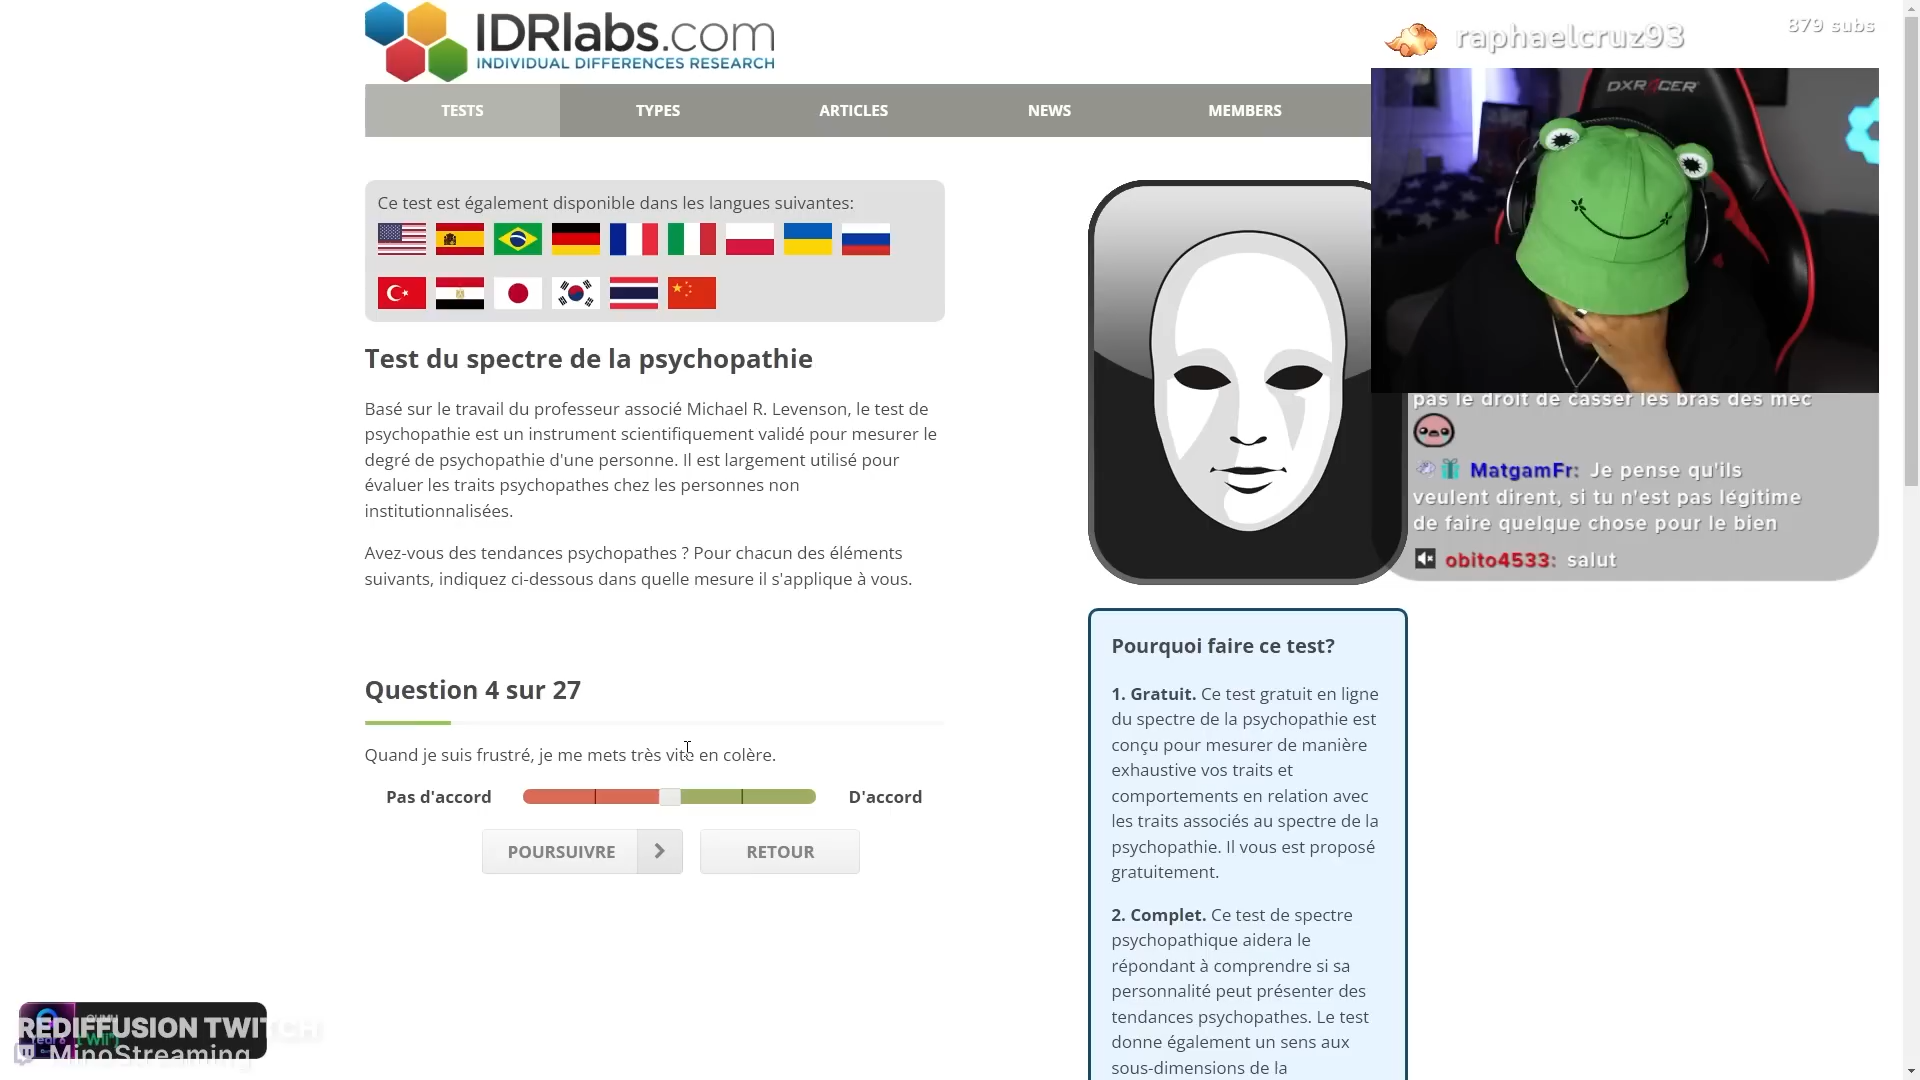 IDRlabs.com
INDIVIDUAL DIFFERENCES RESEARCH
raphaelcruz93
879 subs
DXRACER
TESTS
TYPES
ARTICLES
NEWS
MEMBERS
Ce test est également disponible dans les langues suivantes:
Test du spectre de la psychopathie
Basé sur le travail du professeur associé Michael R. Levenson, le test de
psychopathie est un instrument scientifiquement validé pour mesurer le
degré de psychopathie d'une personne. Il est largement utilisé pour
évaluer les traits psychopathes chez les personnes non
institutionnalisées.
Avez-vous des tendances psychopathes ? Pour chacun des éléments
suivants, indiquez ci-dessous dans quelle mesure il s'applique à vous.
pas le droit de casser les bras des mec
MatgamFr: Je pense qu'ils
veulent dirent, si tu n'est pas légitime
de faire quelque chose pour le bien
obito4533: salut
Question 4 sur 27
Quand je suis frustré, je me mets très vite en colère.
Pas d'accord
D'accord
POURSUIVRE
RETOUR
Pourquoi faire ce test?
1. Gratuit. Ce test gratuit en ligne
du spectre de la psychopathie est
conçu pour mesurer de manière
exhaustive vos traits et
comportements en relation avec
les traits associés au spectre de la
psychopathie. Il vous est proposé
gratuitement.
2. Complet. Ce test de spectre
psychopathique aidera le
répondant à comprendre si sa
personnalité peut présenter des
tendances psychopathes. Le test
donne également un sens aux
sous-dimensions de la
REDIFFUSION TWITCH
MinoStreaming